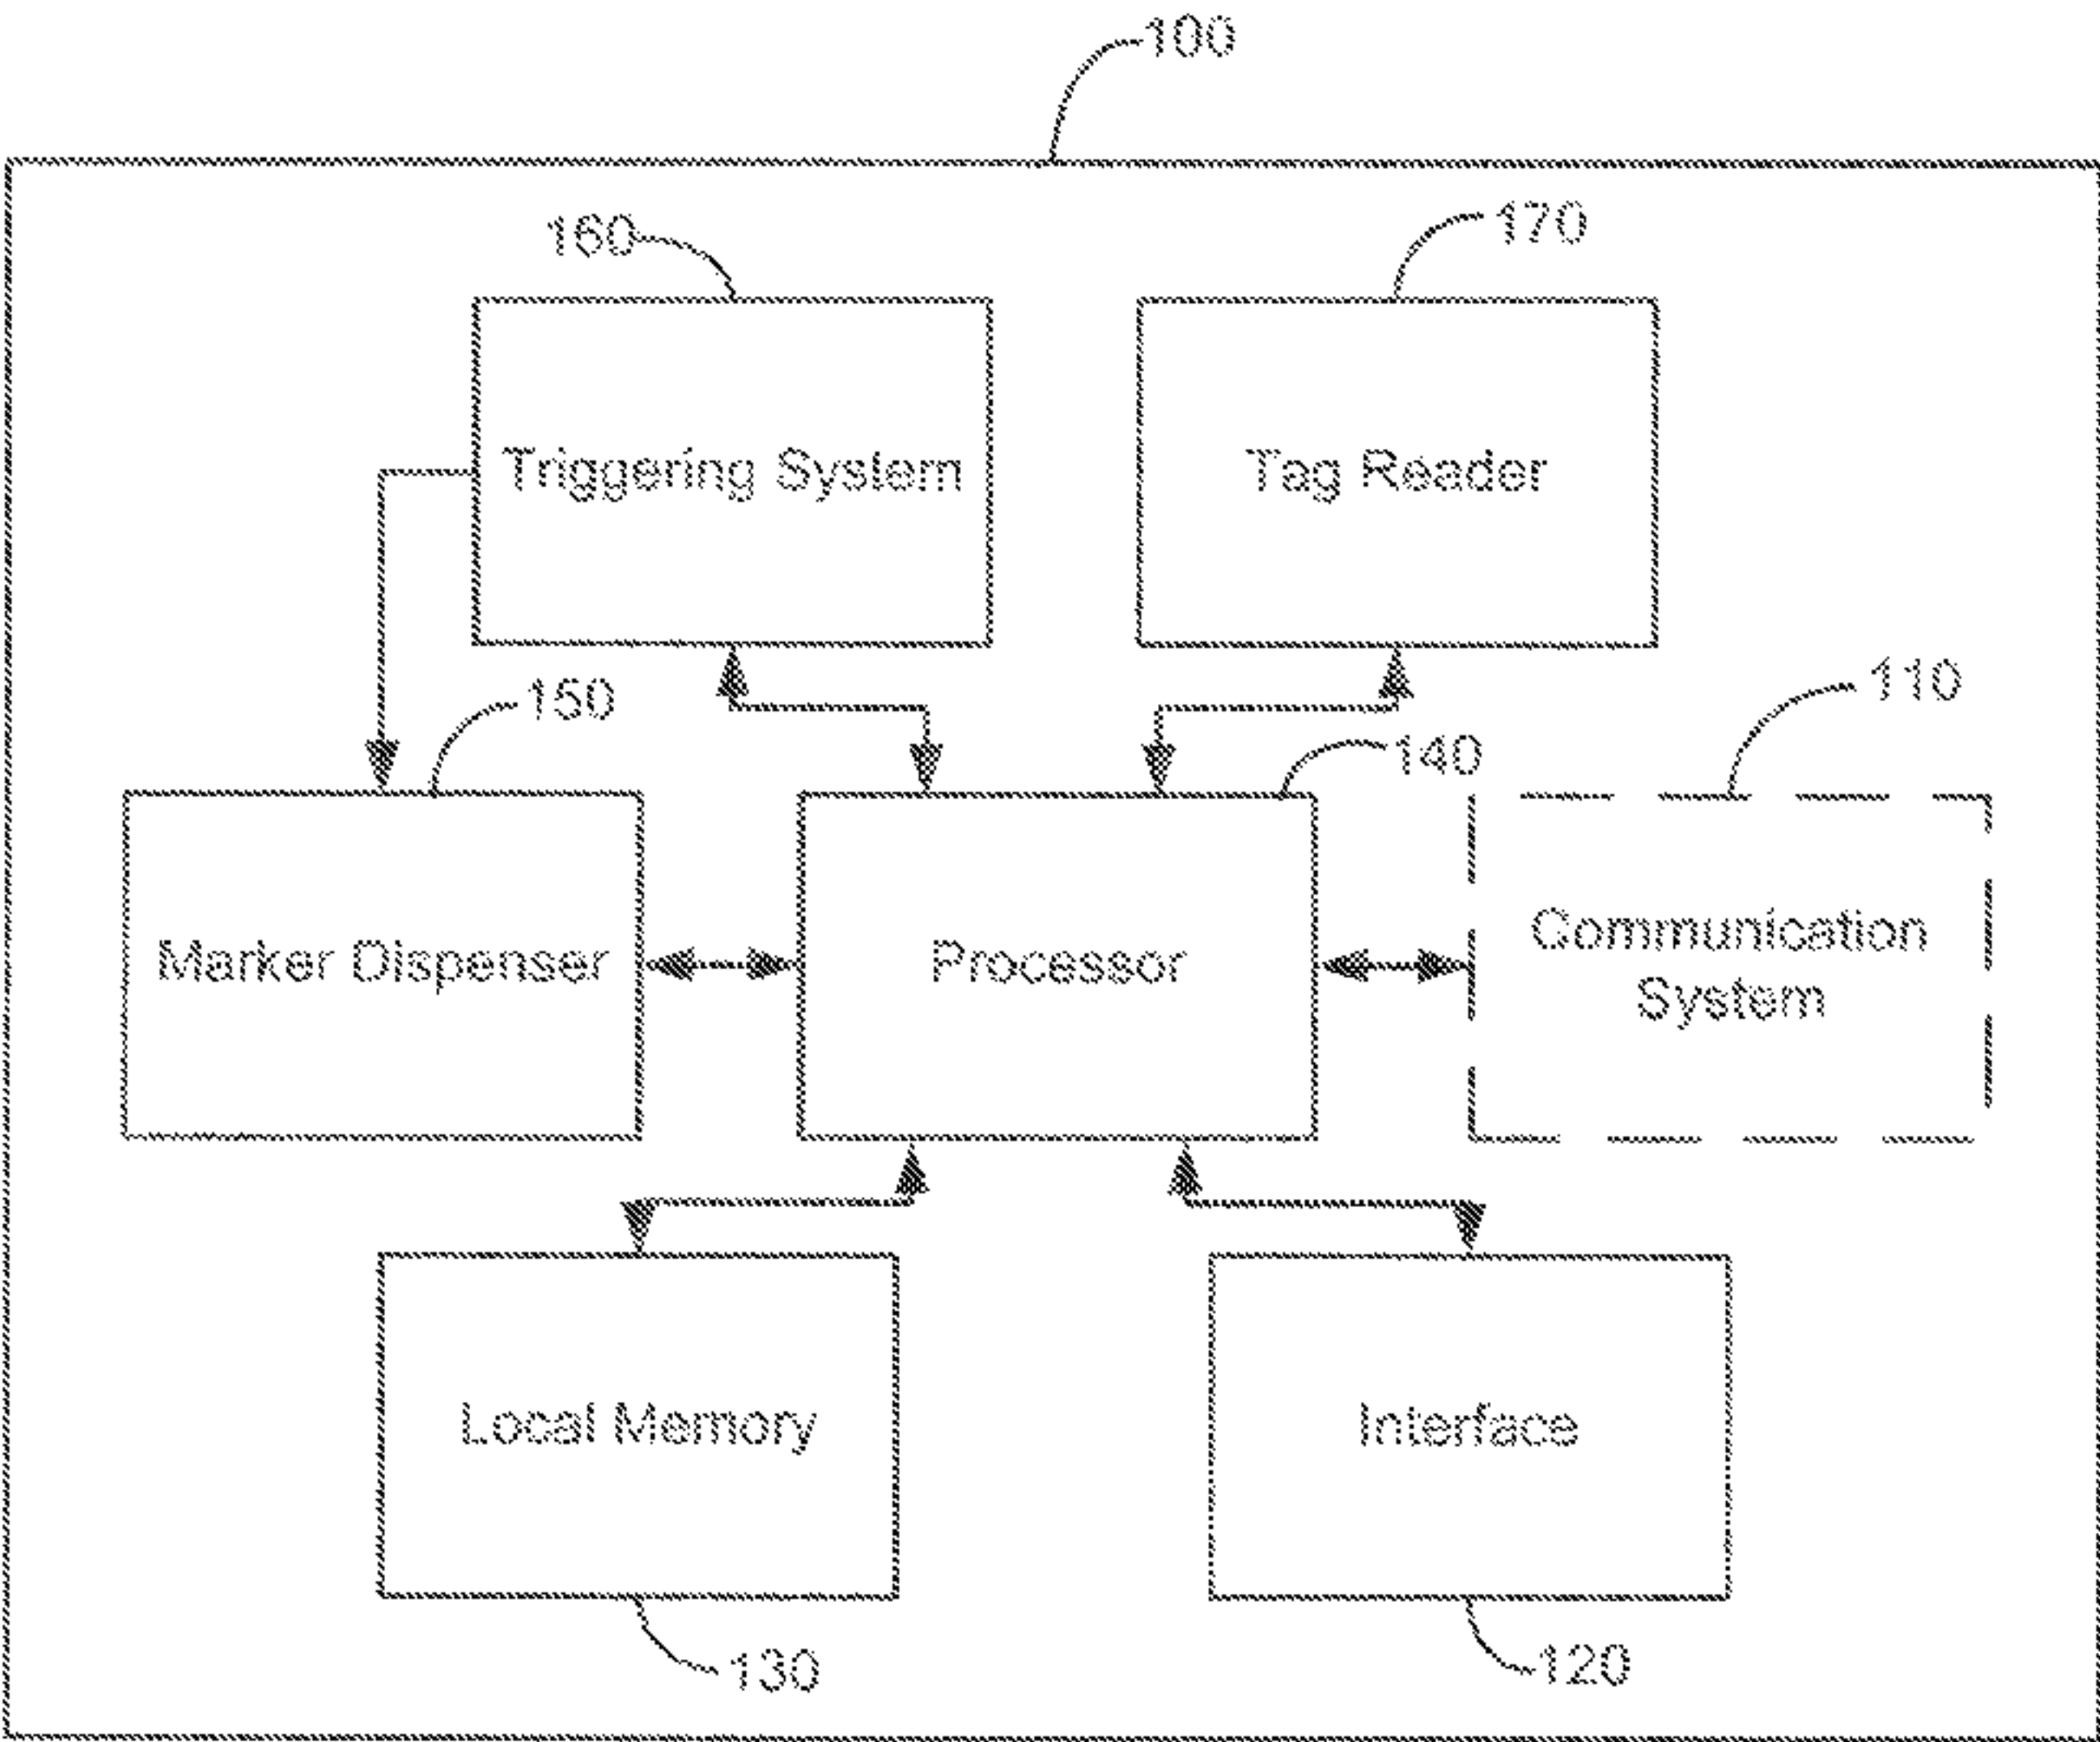 100
160
170
Triggering System
Tag Reader
150
140
110
Marker Dispenser
Processor
Communication
System
Local Memory
Interface
130
120